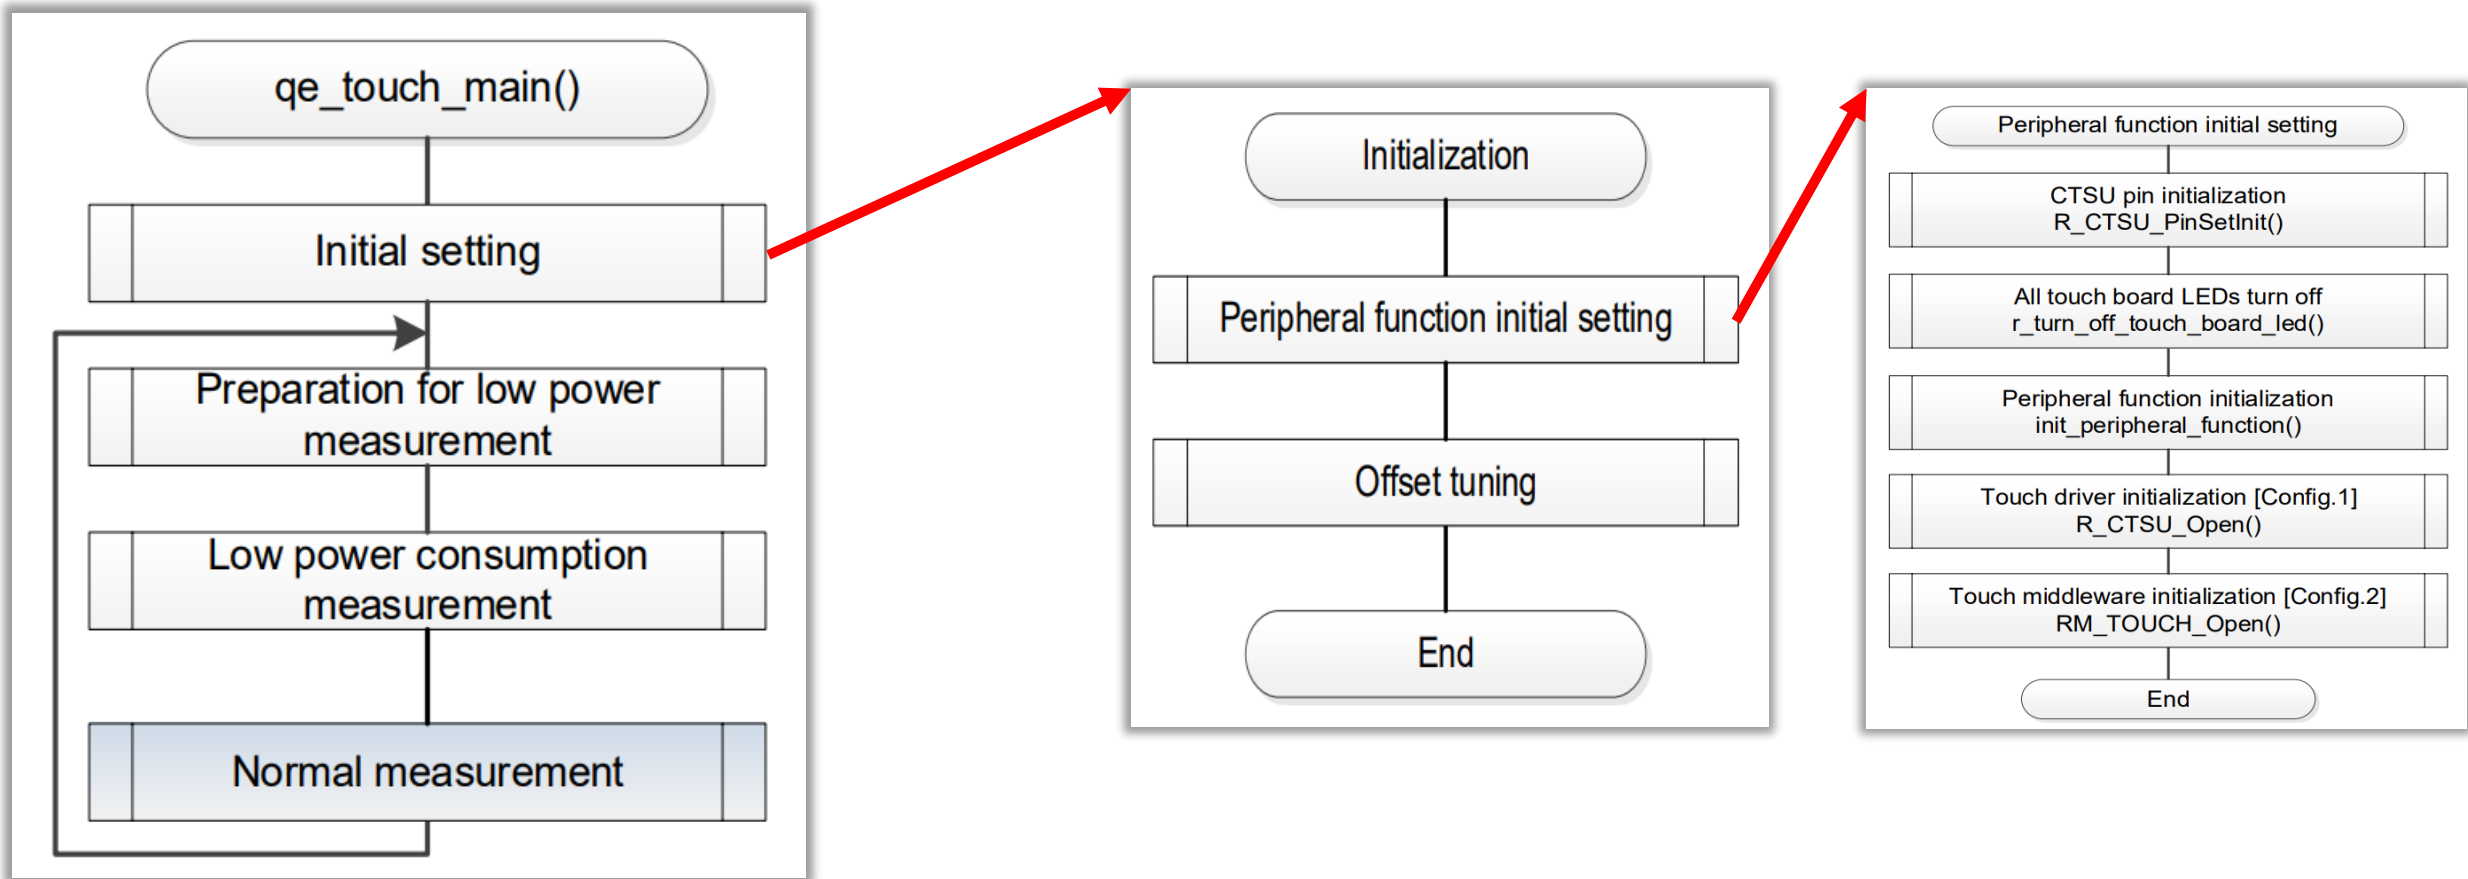 qe_touch_main()
Initial setting
Preparation for low power
measurement
Low power consumption
measurement
Normal measurement
Initialization
Peripheral function initial setting
Offset tuning
End
Peripheral function initial setting
CTSU pin initialization
R_CTSU_PinSetInit()
All touch board LEDs turn off
r_turn_off_touch_board_led()
Peripheral function initialization
init_peripheral_function()
Touch driver initialization [Config.1]
R_CTSU_Open()
Touch middleware initialization [Config.2]
RM_TOUCH_Open()
End